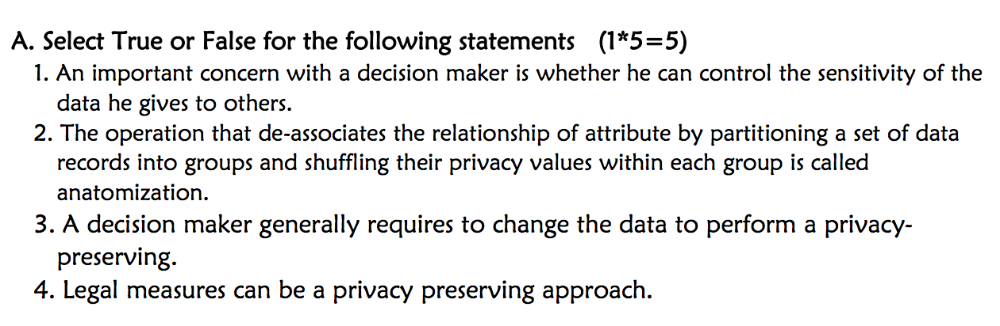 A. Select True or False for the following statements (1*5=5)
1. An important concern with a decision maker is whether he can control the sensitivity of the
data he gives to others.
2. The operation that de-associates the relationship of attribute by partitioning a set of data
records into groups and shuffling their privacy values within each group is called
anatomization.
3. A decision maker generally requires to change the data to perform a privacy-
preserving.
4. Legal measures can be a privacy preserving approach.